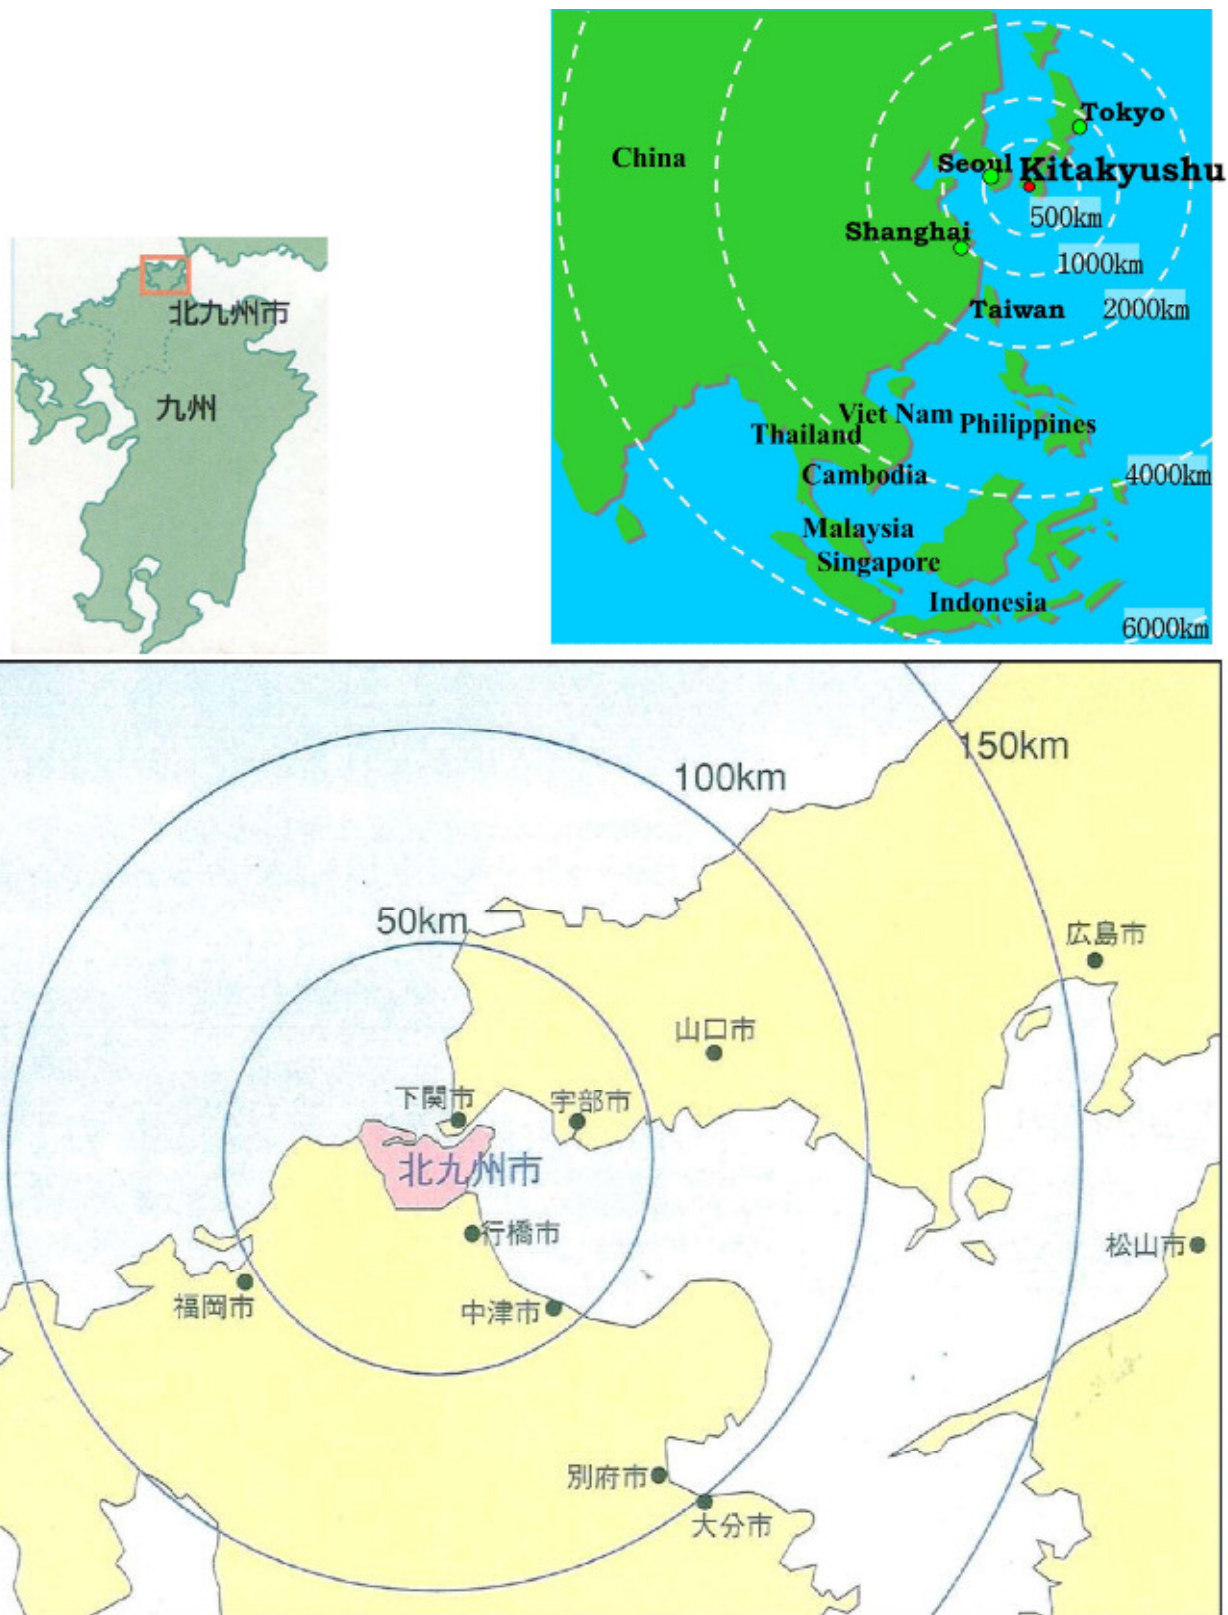 北九州市
九州
China
Tokyo
Seoul
Kitakyushu
500km
Shanghai
1000km
Taiwan
2000km
Viet Nam
Philippines
Thailand
Cambodia
4000km
Malaysia
Singapore
Indonesia
6000km
150km
100km
50km
広島市
山口市
下関市
宇部市
北九州市
行橋市
松山市
福岡市
中津市
別府市
大分市